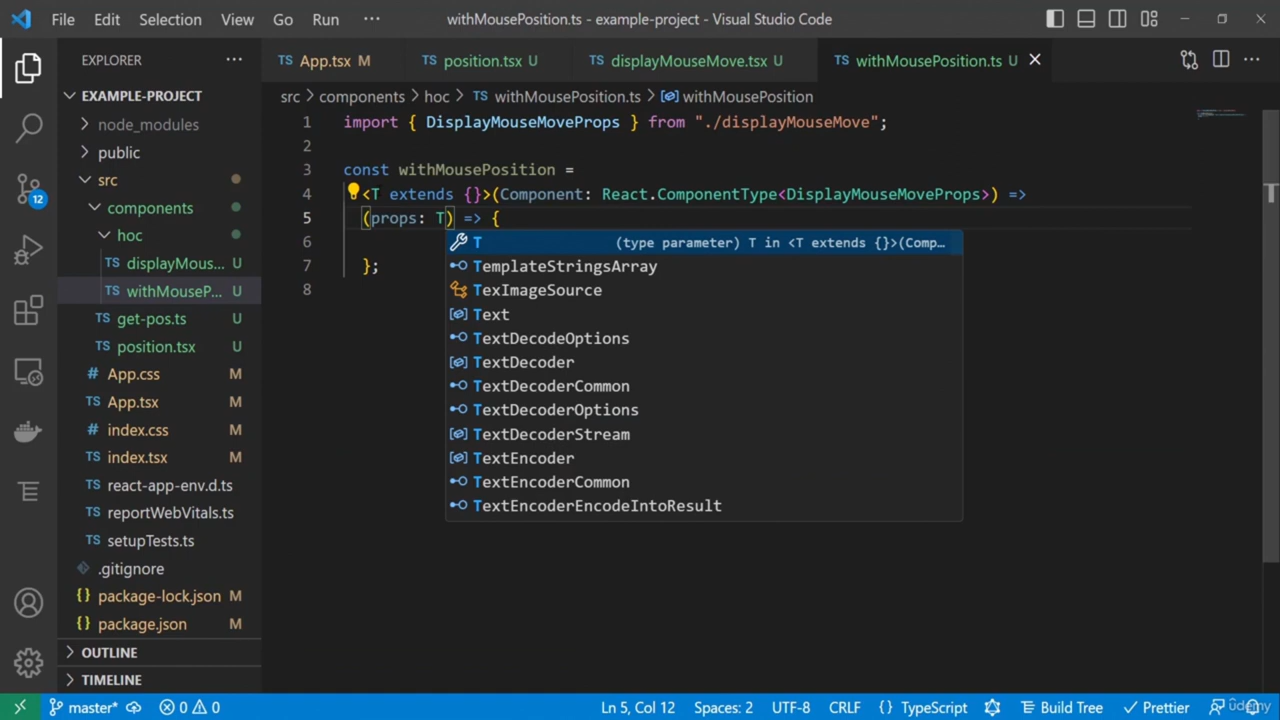 File Edit Selection View Go Run ··· withMousePosition.ts - example-project - Visual Studio Code
EXPLORER ···
TS App.tsx M TS position.tsx U TS displayMouseMove.tsx U TS withMousePosition.ts U
EXAMPLE-PROJECT
node_modules
public
src
components
hoc
TS displayMous... U
TS withMouseP... U
TS get-pos.ts U
TS position.tsx U
# App.css M
TS App.tsx M
# index.css M
TS index.tsx M
TS react-app-env.d.ts
TS reportWebVitals.ts
TS setupTests.ts
.gitignore
{} package-lock.json M
{} package.json M
OUTLINE
TIMELINE
12
src > components > hoc > TS withMousePosition.ts > withMousePosition
1 import { DisplayMouseMoveProps } from "./displayMouseMove";
2
3 const withMousePosition =
4 <T extends {}>(Component: React.ComponentType<DisplayMouseMoveProps>) =>
5 (props: T) => {
6
7 };
8
T (type parameter) T in <T extends {}>(Comp...
TemplateStringsArray
TexImageSource
Text
TextDecodeOptions
TextDecoder
TextDecoderCommon
TextDecoderOptions
TextDecoderStream
TextEncoder
TextEncoderCommon
TextEncoderEncodeIntoResult
master* 0 0 Ln 5, Col 12 Spaces: 2 UTF-8 CRLF {} TypeScript Build Tree Prettier
udemy